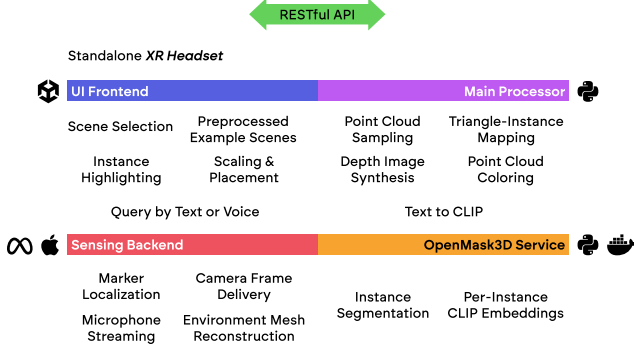 RESTful API
Standalone XR Headset
UI Frontend
Main Processor
Scene Selection
Preprocessed
Example Scenes
Point Cloud
Sampling
Triangle-Instance
Mapping
Instance
Highlighting
Scaling &
Placement
Depth Image
Synthesis
Point Cloud
Coloring
Query by Text or Voice
Text to CLIP
Sensing Backend
OpenMask3D Service
Marker
Localization
Camera Frame
Delivery
Instance
Segmentation
Per-Instance
CLIP Embeddings
Microphone
Streaming
Environment Mesh
Reconstruction